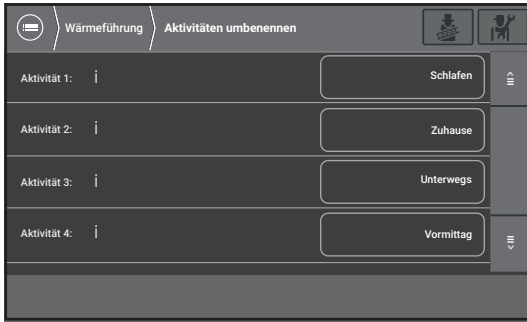 Wärmeführung Aktivitäten umbenennen
Aktivität 1: i Schlafen
Aktivität 2: i Zuhause
Aktivität 3: i Unterwegs
Aktivität 4: i Vormittag